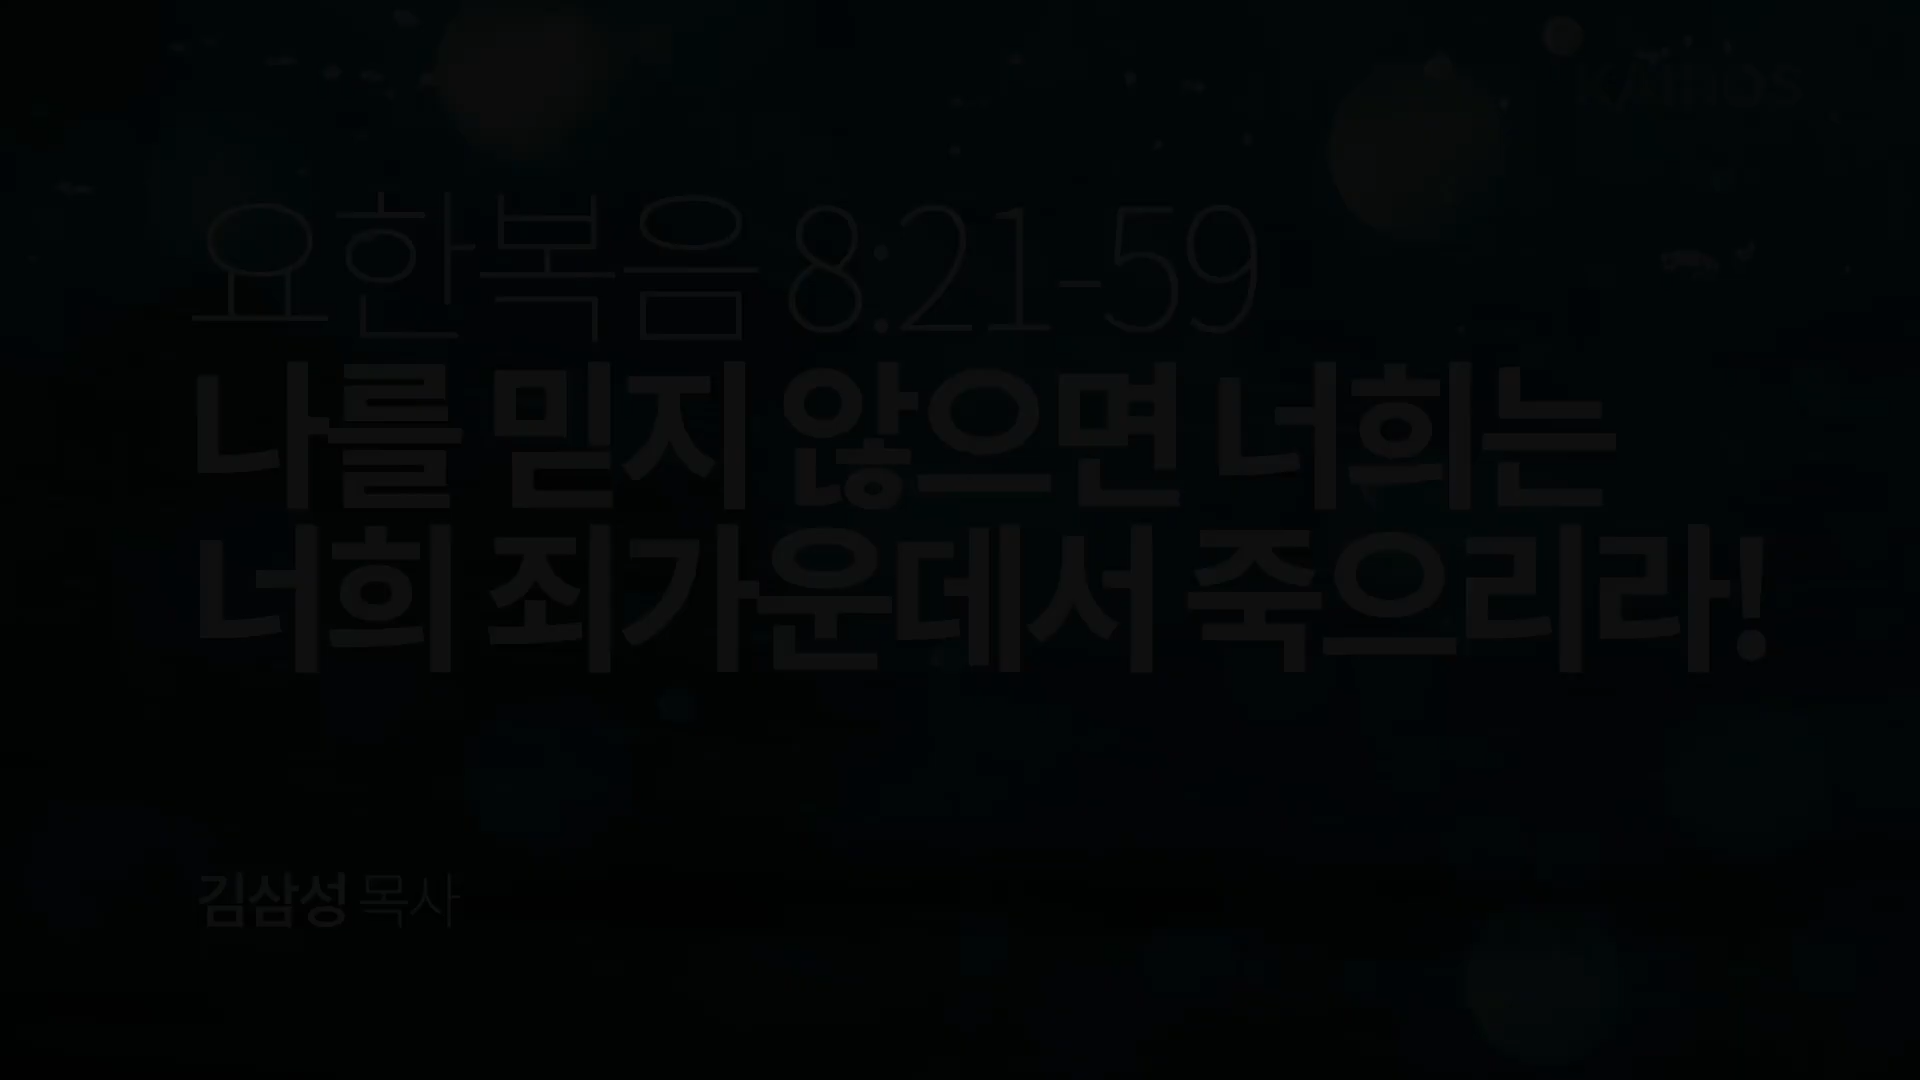 KAIROS
요한복음 8:21-59
나를 믿지 않으면 너희는
너희 죄가운데서 죽으리라!
김삼성 목사